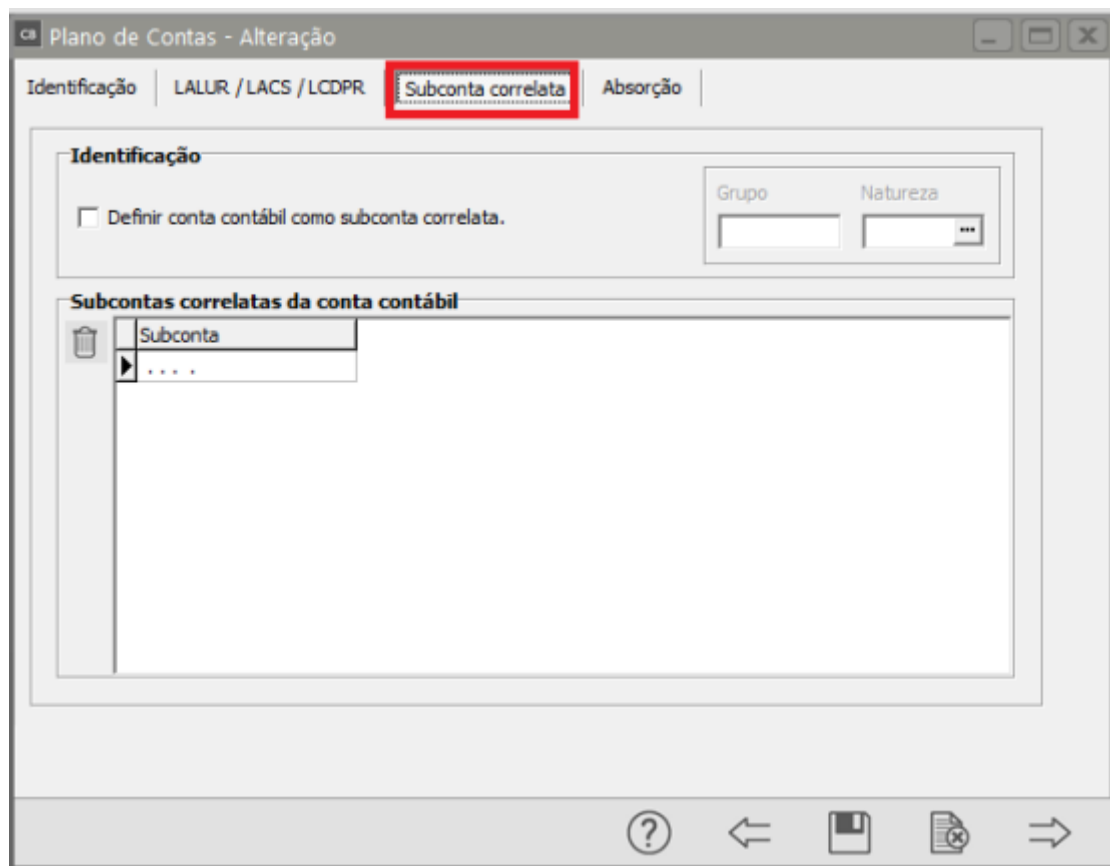 CB Plano de Contas - Alteração
Identificação LALUR / LACS / LCDPR Subconta correlata Absorção
Identificação
Grupo Natureza
Definir conta contábil como subconta correlata.
...
Subcontas correlatas da conta contábil
Subconta
. . . .
?